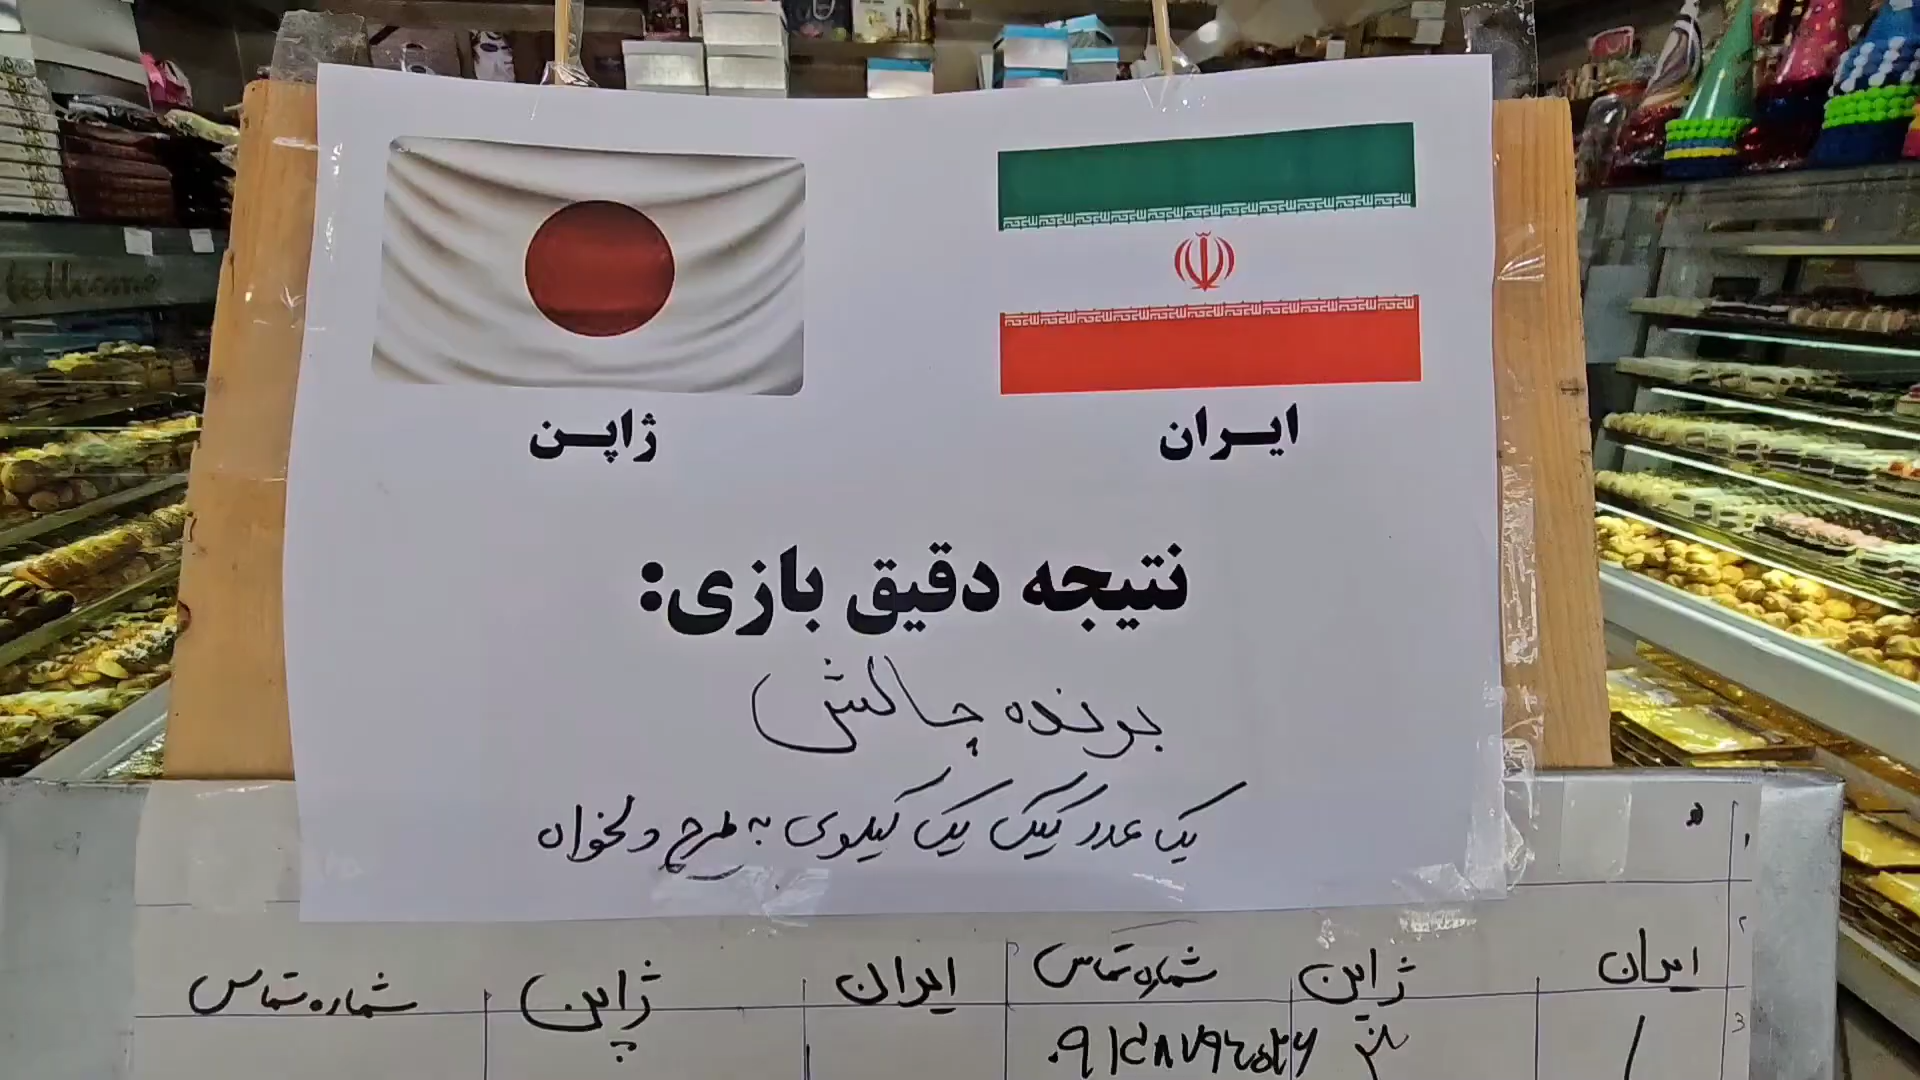 ایران
ژاپن
نتیجه دقیق بازی:
برنده چالش
یک عدد کیک یک کیلوی به طرح دلخواه
ایران ژاپن شماره تماس ایران ژاپن شماره تماس